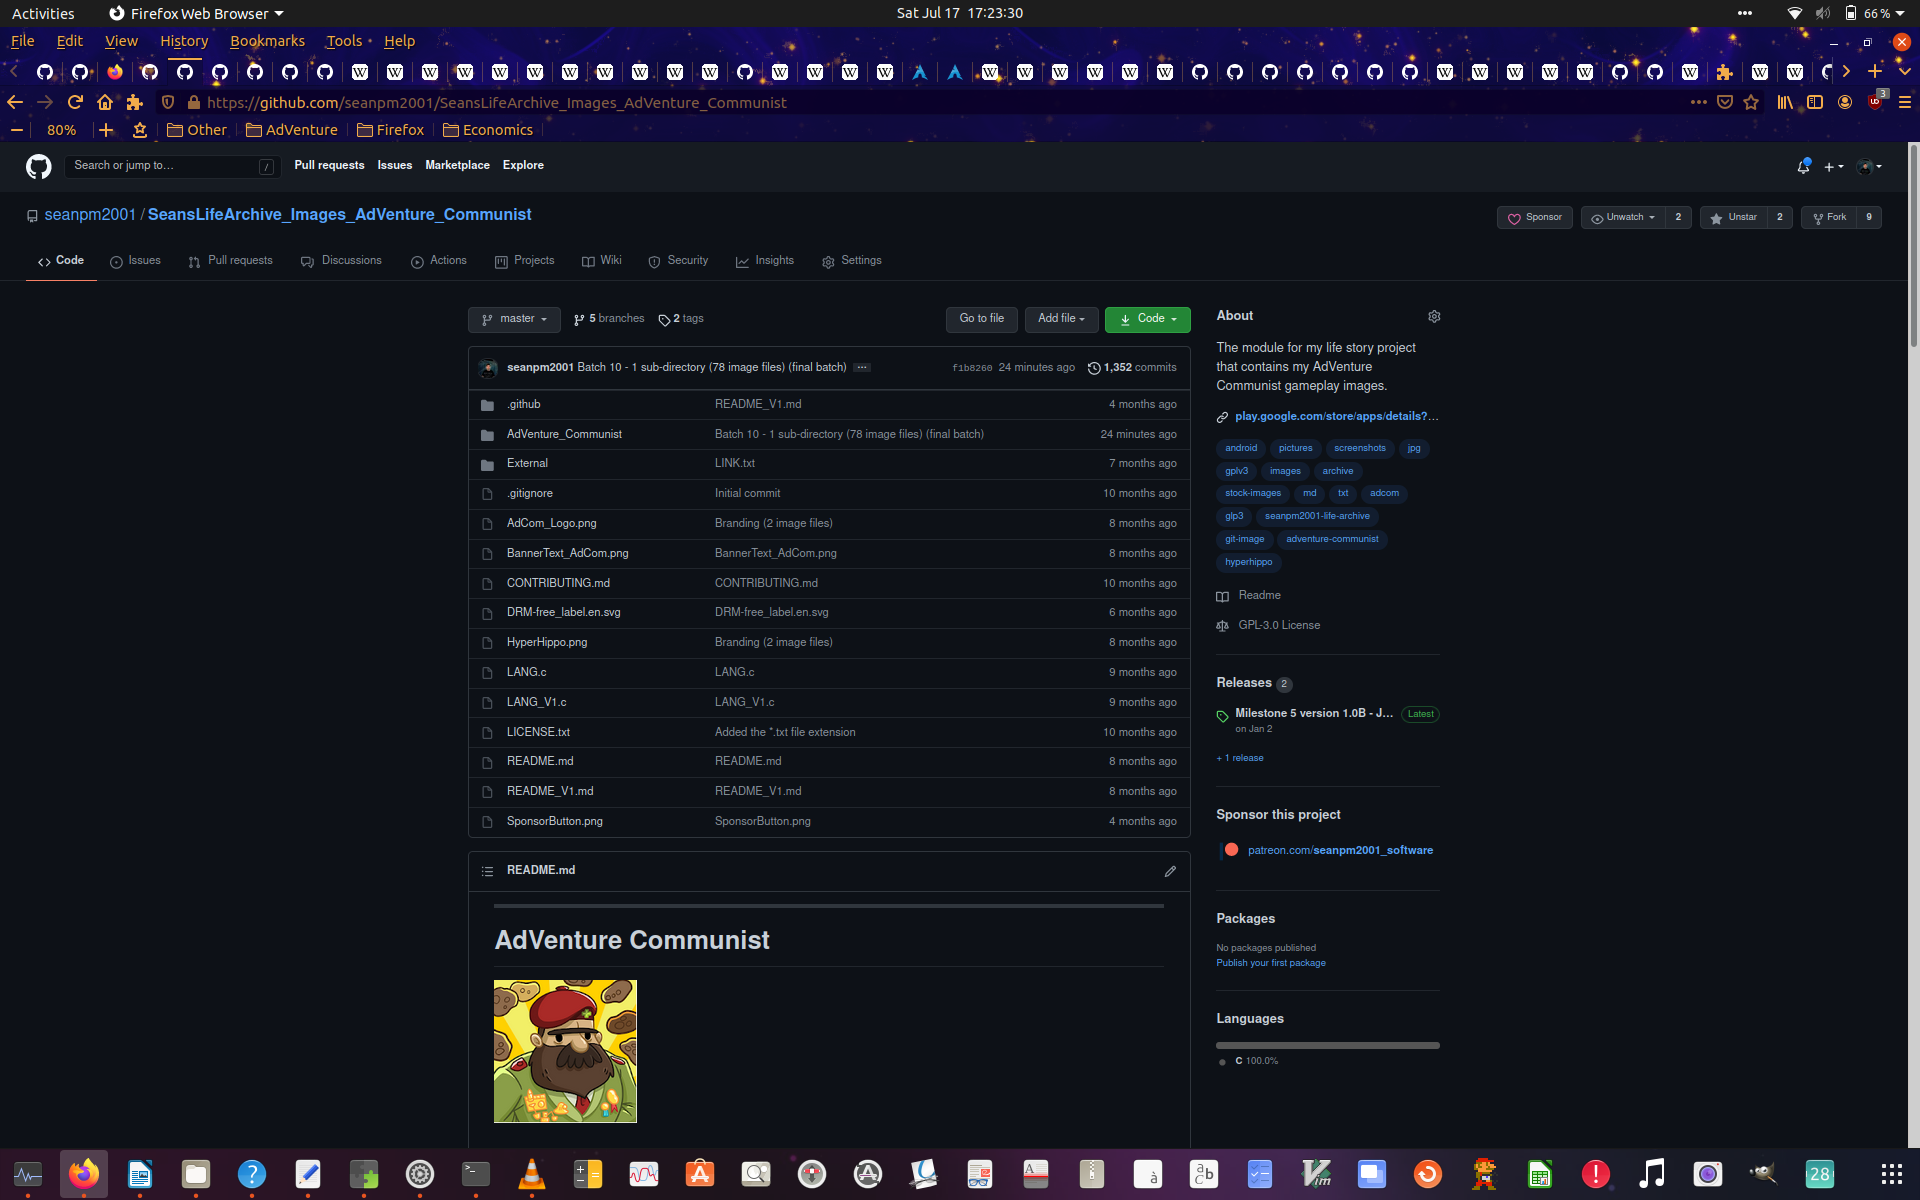 Activities Firefox Web Browser Sat Jul 17 17:23:30 66 %
File Edit View History Bookmarks Tools Help
https://github.com/seanpm2001/SeansLifeArchive_Images_AdVenture_Communist 3
80% Other AdVenture Firefox Economics
Search or jump to… / Pull requests Issues Marketplace Explore
seanpm2001 / SeansLifeArchive_Images_AdVenture_Communist Sponsor Unwatch 2 Unstar 2 Fork 9
Code Issues Pull requests Discussions Actions Projects Wiki Security Insights Settings
master 5 branches 2 tags Go to file Add file Code
seanpm2001 Batch 10 - 1 sub-directory (78 image files) (final batch) ... f1b8260 24 minutes ago 1,352 commits
.github README_V1.md 4 months ago
AdVenture_Communist Batch 10 - 1 sub-directory (78 image files) (final batch) 24 minutes ago
External LINK.txt 7 months ago
.gitignore Initial commit 10 months ago
AdCom_Logo.png Branding (2 image files) 8 months ago
BannerText_AdCom.png BannerText_AdCom.png 8 months ago
CONTRIBUTING.md CONTRIBUTING.md 10 months ago
DRM-free_label.en.svg DRM-free_label.en.svg 6 months ago
HyperHippo.png Branding (2 image files) 8 months ago
LANG.c LANG.c 9 months ago
LANG_V1.c LANG_V1.c 9 months ago
LICENSE.txt Added the *.txt file extension 10 months ago
README.md README.md 8 months ago
README_V1.md README_V1.md 8 months ago
SponsorButton.png SponsorButton.png 4 months ago
README.md
AdVenture Communist
About
The module for my life story project
that contains my AdVenture
Communist gameplay images.
play.google.com/store/apps/details?…
android pictures screenshots jpg
gplv3 images archive
stock-images md txt adcom
glp3 seanpm2001-life-archive
git-image adventure-communist
hyperhippo
Readme
GPL-3.0 License
Releases 2
Milestone 5 version 1.0B - J… Latest
on Jan 2
+ 1 release
Sponsor this project
patreon.com/seanpm2001_software
Packages
No packages published
Publish your first package
Languages
C 100.0%
28